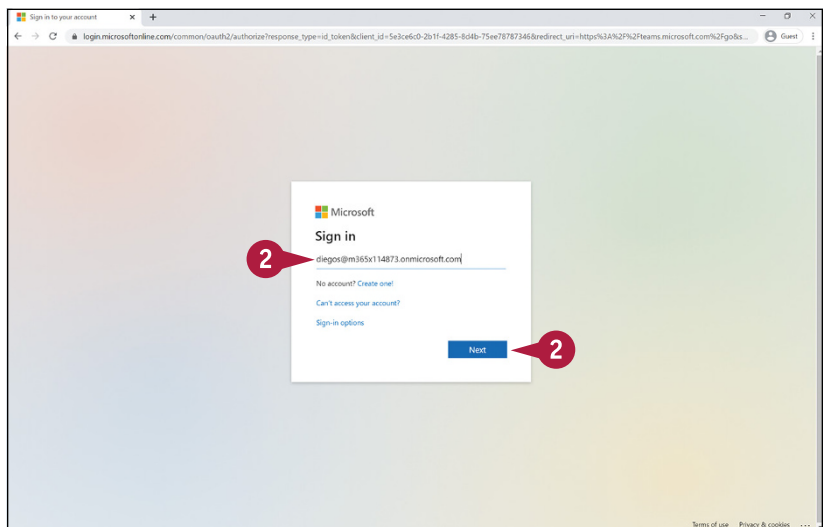 Sign in to your account
login.microsoftonline.com/common/oauth2/authorize?response_type=id_token&client_id=5e3ce6c0-2b1f-4285-8d4b-75ee78787346&redirect_uri=https%3A%2F%2Fteams.microsoft.com%2Fgo&s...
Guest
Microsoft
Sign in
2
diegos@m365x114873.onmicrosoft.com
No account? Create one!
Can't access your account?
Sign-in options
Next
2
Terms of use Privacy & cookies ...